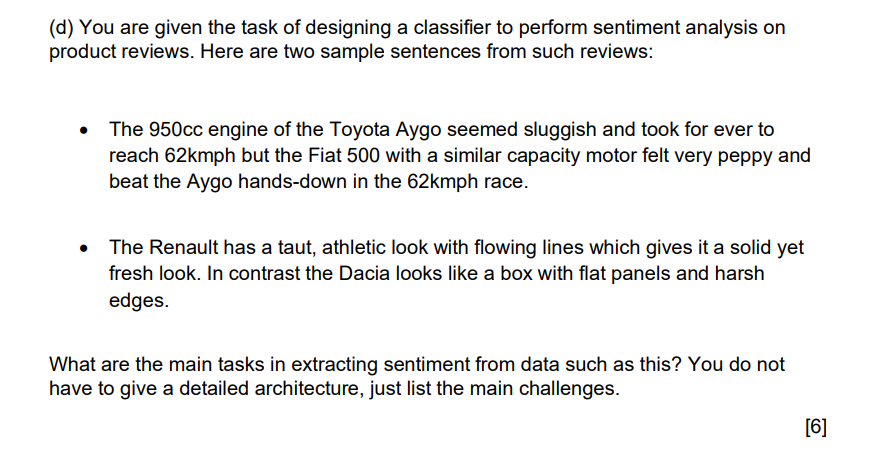 (d) You are given the task of designing a classifier to perform sentiment analysis on
product reviews. Here are two sample sentences from such reviews:
• The 950cc engine of the Toyota Aygo seemed sluggish and took for ever to
reach 62kmph but the Fiat 500 with a similar capacity motor felt very peppy and
beat the Aygo hands-down in the 62kmph race.
• The Renault has a taut, athletic look with flowing lines which gives it a solid yet
fresh look. In contrast the Dacia looks like a box with flat panels and harsh
edges.
What are the main tasks in extracting sentiment from data such as this? You do not
have to give a detailed architecture, just list the main challenges.
[6]